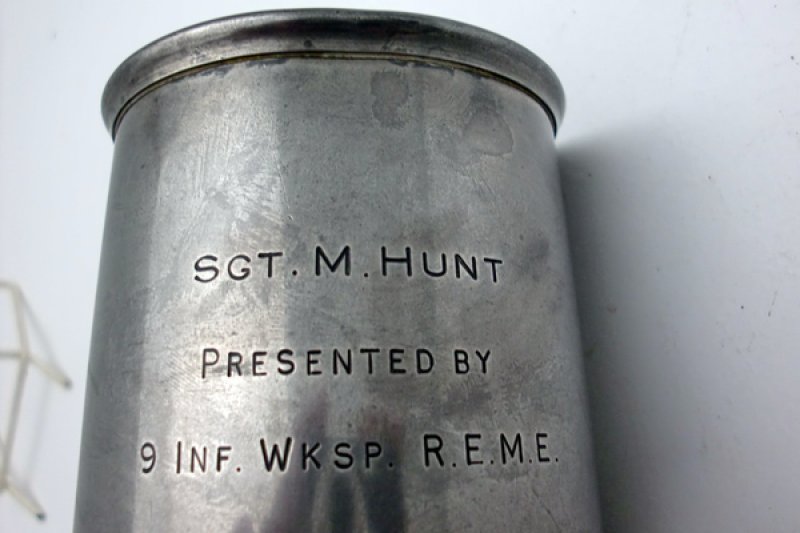 SGT. M. HUNT
PRESENTED BY
9 INF. WKSP. R.E.M.E.